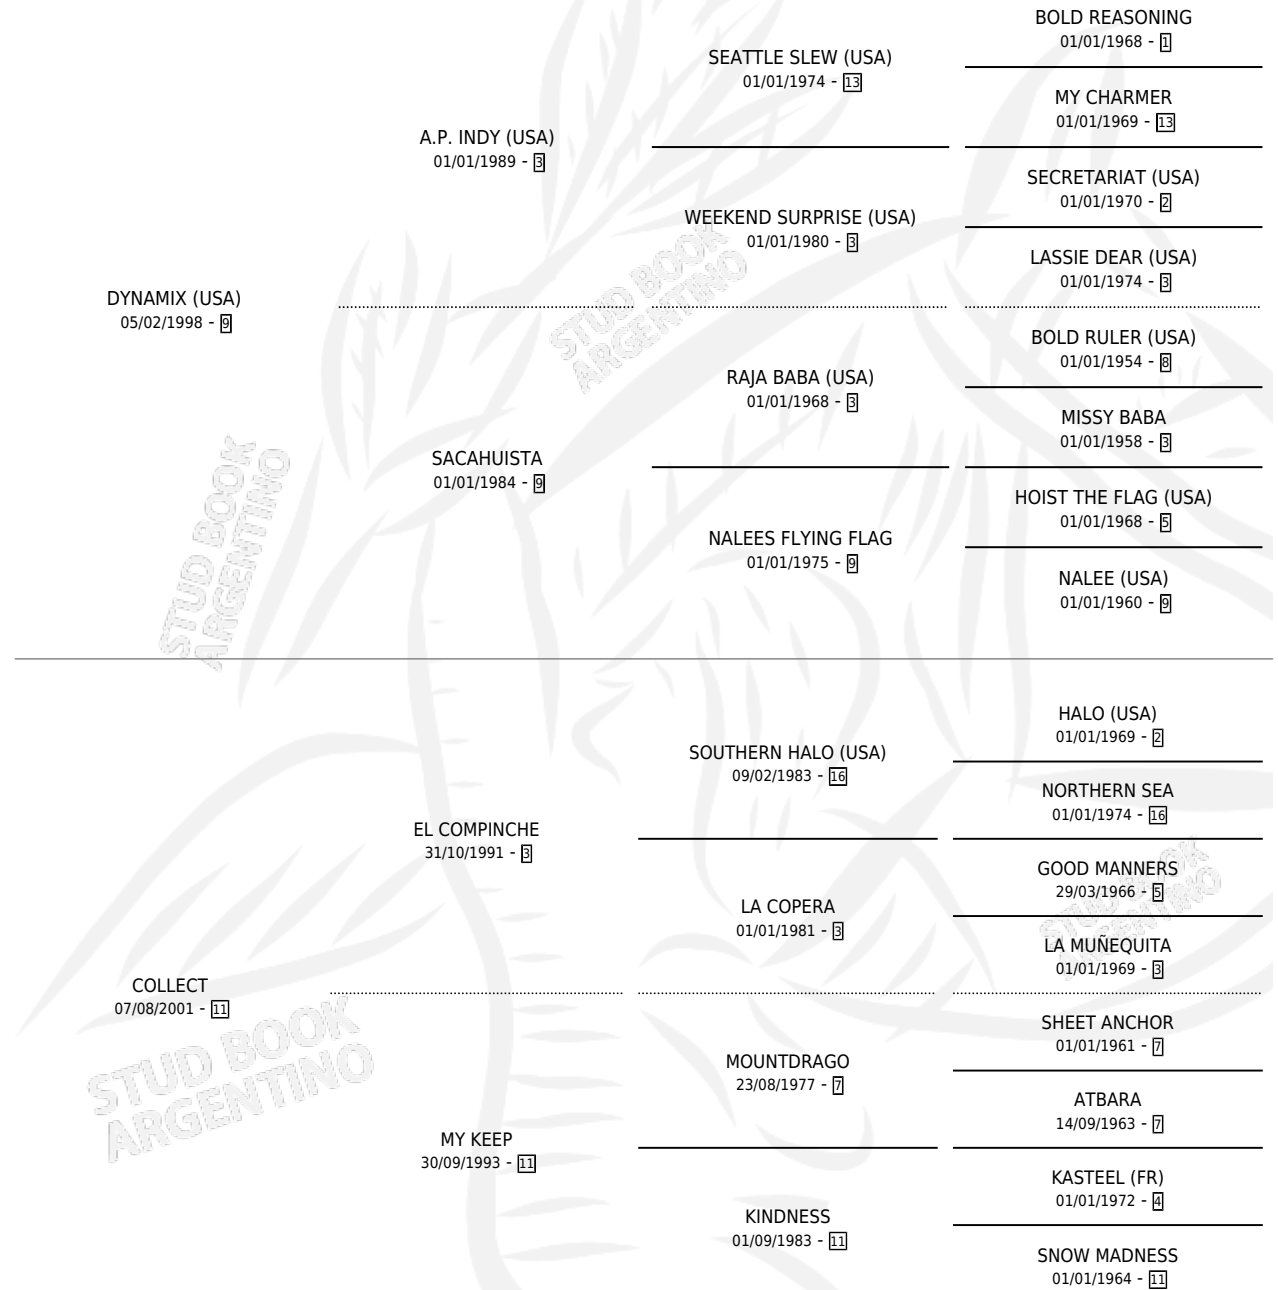 BOLD REASONING
01/01/1968 - 1
SEATTLE SLEW (USA)
01/01/1974 - 13
MY CHARMER
01/01/1969 - 13
A.P. INDY (USA)
01/01/1989 - 3
SECRETARIAT (USA)
01/01/1970 - 2
WEEKEND SURPRISE (USA)
01/01/1980 - 3
LASSIE DEAR (USA)
01/01/1974 - 3
DYNAMIX (USA)
05/02/1998 - 9
BOLD RULER (USA)
01/01/1954 - 8
RAJA BABA (USA)
01/01/1968 - 3
MISSY BABA
01/01/1958 - 3
SACAHUISTA
01/01/1984 - 9
HOIST THE FLAG (USA)
01/01/1968 - 5
NALEES FLYING FLAG
01/01/1975 - 9
NALEE (USA)
01/01/1960 - 9
HALO (USA)
01/01/1969 - 2
SOUTHERN HALO (USA)
09/02/1983 - 16
NORTHERN SEA
01/01/1974 - 16
EL COMPINCHE
31/10/1991 - 3
GOOD MANNERS
29/03/1966 - 5
LA COPERA
01/01/1981 - 3
LA MUÑEQUITA
01/01/1969 - 3
COLLECT
07/08/2001 - 11
SHEET ANCHOR
01/01/1961 - 7
MOUNTDRAGO
23/08/1977 - 7
ATBARA
14/09/1963 - 7
MY KEEP
30/09/1993 - 11
KASTEEL (FR)
01/01/1972 - 4
KINDNESS
01/09/1983 - 11
SNOW MADNESS
01/01/1964 - 11
STUD BOOK
ARGENTINO
STUD BOOK
ARGENTINO
STUD BOOK
ARGENTINO
STUD BOOK
ARGENTINO